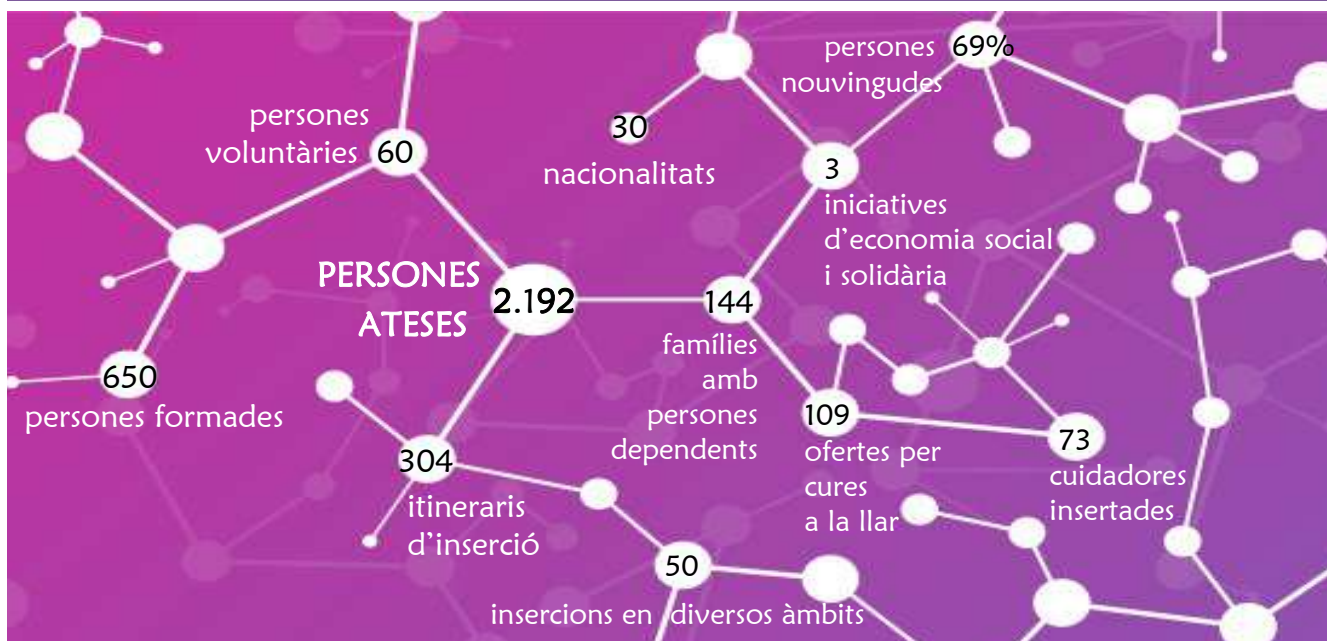 persones 69%
nouvingudes
persones
voluntàries 60
30
nacionalitats
3
iniciatives
d'economia social
i solidària
PERSONES
ATESES
2.192
144
famílies
amb
persones
dependents
650
persones formades
109
ofertes per
cures
a la llar
73
cuidadores
insertades
304
itineraris
d'inserció
50
insercions en diversos àmbits